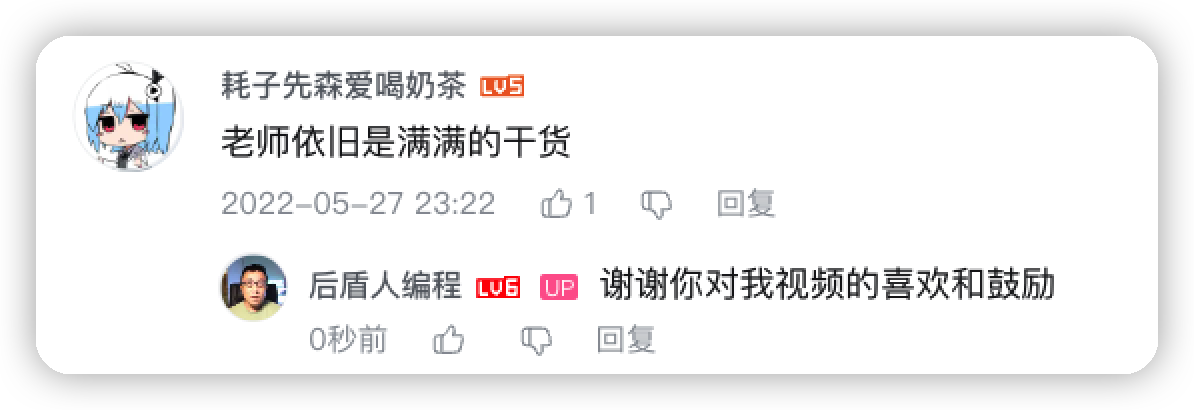 耗子先森爱喝奶茶 LV5
老师依旧是满满的干货
2022-05-27 23:22 1 回复
后盾人编程 LV6 UP 谢谢你对我视频的喜欢和鼓励
0秒前 回复